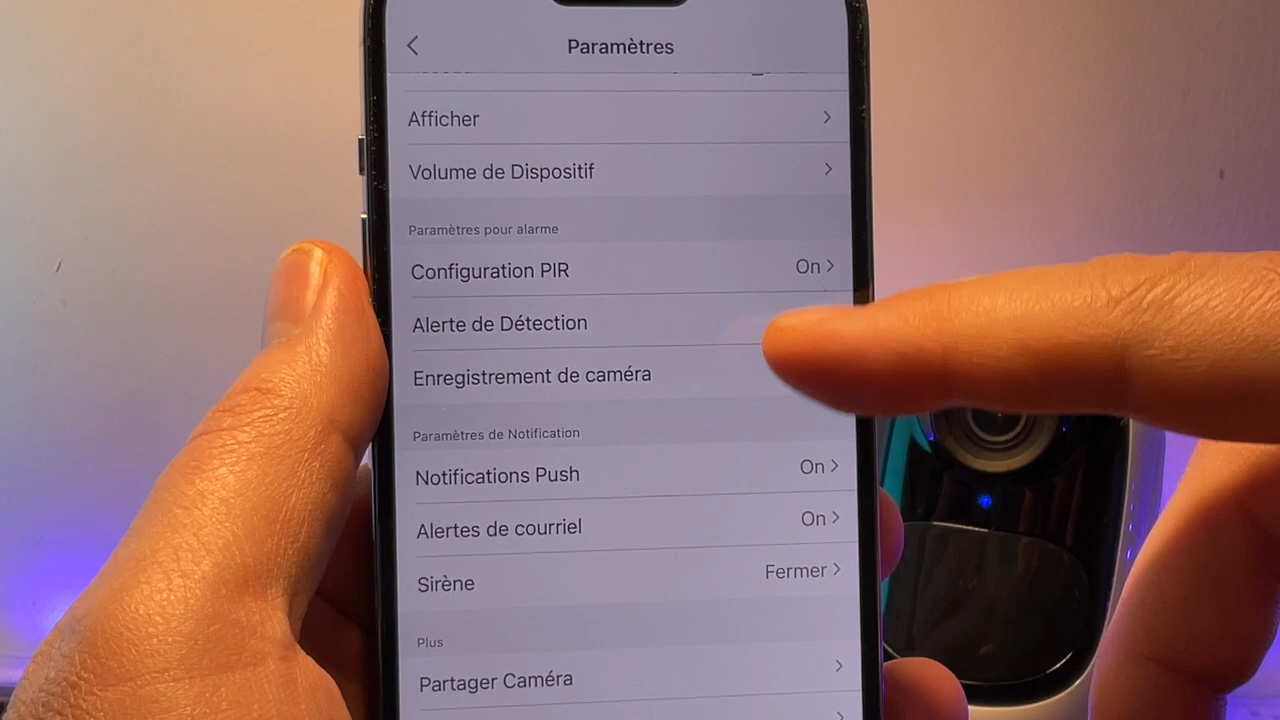 Paramètres
Afficher
Volume de Dispositif
Paramètres pour alarme
Configuration PIR On
Alerte de Détection
Enregistrement de caméra
Paramètres de Notification
Notifications Push On
Alertes de courriel On
Sirène Fermer
Plus
Partager Caméra